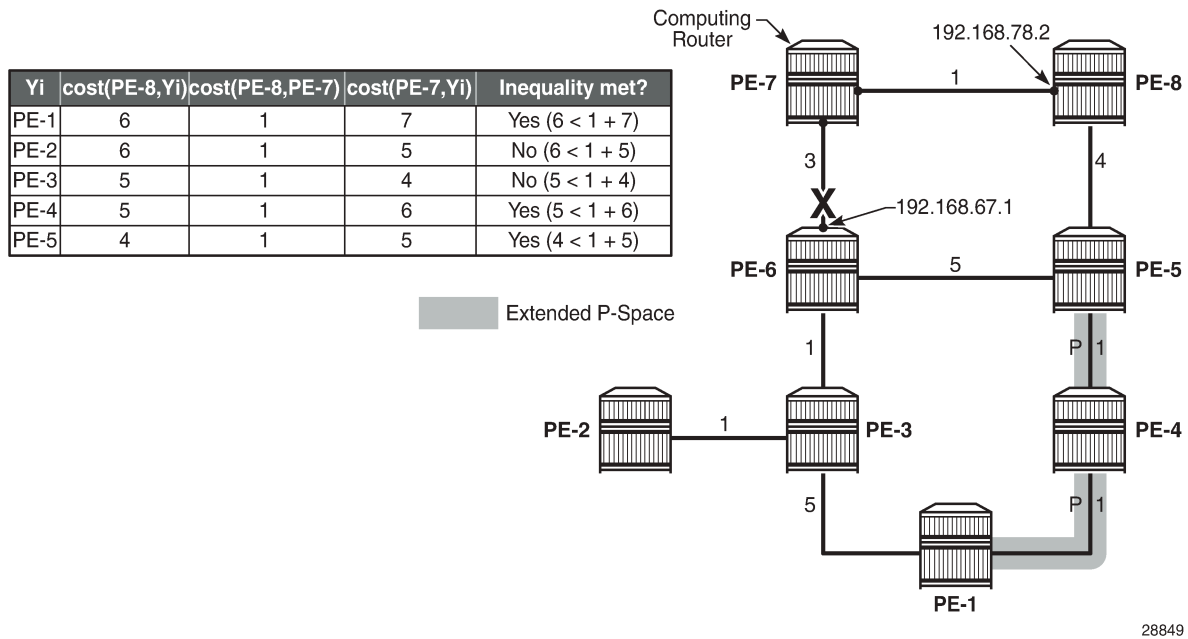 Yi cost(PE-8,Yi) cost(PE-8,PE-7) cost(PE-7,Yi) Inequality met?
PE-1 6 1 7 Yes (6 < 1 + 7)
PE-2 6 1 5 No (6 < 1 + 5)
PE-3 5 1 4 No (5 < 1 + 4)
PE-4 5 1 6 Yes (5 < 1 + 6)
PE-5 4 1 5 Yes (4 < 1 + 5)
Computing
Router
192.168.78.2
PE-7
1
PE-8
3
4
X
192.168.67.1
PE-6
5
PE-5
Extended P-Space
1
P 1
PE-2
1
PE-3
PE-4
5
P 1
PE-1
28849